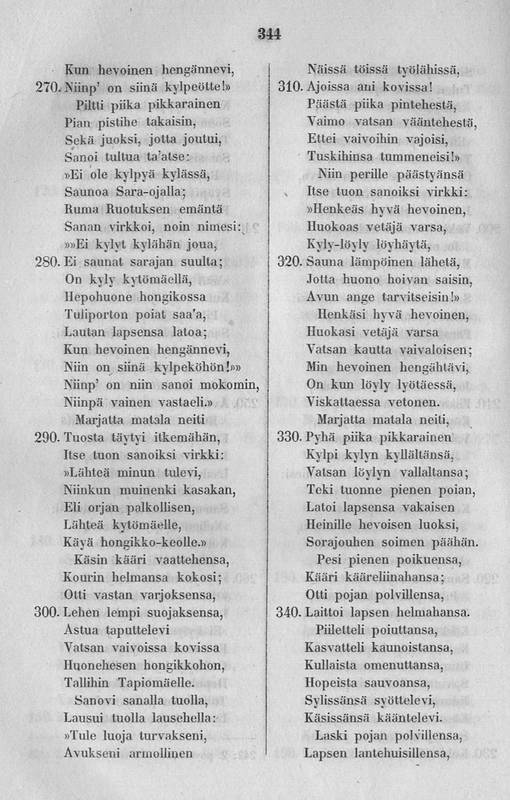 344
Kun hevoinen hengännevi,
270. Niinp' on siinä kylpeötte!»
Piltti piika pikkarainen
Pian pistihe takaisin,
Sekä juoksi, jotta joutui,
Sanoi tultua ta'atse:
»Ei ole kylpyä kylässä,
Saunoa Sara-ojalla;
Ruma Ruotuksen emäntä
Sanan virkkoi, noin nimesi:
»»Ei kylyt kylähän joua,
280. Ei saunat sarajan suulta;
On kyly kytömäellä,
Hepohuone hongikossa
Tuliporton poiat saa'a,
Lautan lapsensa latoa;
Kun hevoinen hengännevi,
Niin on siinä kylpeköhön!»»
Niinp' on niin sanoi mokomin,
Niinpä vainen vastaeli.»
Marjatta matala neiti
290. Tuosta täytyi itkemähän,
Itse tuon sanoiksi virkki:
»Lähteä minun tulevi,
Niinkun muinenki kasakan,
Eli orjan palkollisen,
Lähteä kytömäelle,
Käyä hongikko-keolle.»
Käsin kääri vaattehensa,
Kourin helmansa kokosi;
Otti vastan varjoksensa,
300. Lehen lempi suojaksensa,
Astua taputtelevi
Vatsan vaivoissa kovissa
Huonehesen hongikkohon,
Tallihin Tapiomäelle.
Sanovi sanalla tuolla,
Lausui tuolla lausehella:
»Tule luoja turvakseni,
Avukseni armollinen
Näissä töissä työlähissä,
310. Ajoissa ani kovissa!
Päästä piika pintehestä,
Vaimo vatsan vääntehestä,
Ettei vaivoihin vajoisi,
Tuskihinsa tummeneisi!»
Niin perille päästyänsä
Itse tuon sanoiksi virkki:
»Henkeäs hyvä hevoinen,
Huokoas vetäjä varsa,
Kyly-löyly löyhäytä,
320. Sauna lämpöinen lähetä,
Jotta huono hoivan saisin,
Avun ange tarvitseisin!»
Henkäsi hyvä hevoinen,
Huokasi vetäjä varsa
Vatsan kautta vaivaloisen;
Min hevoinen hengähtävi,
On kun löyly lyötäessä,
Viskattaessa vetonen.
Marjatta matala neiti,
330. Pyhä piika pikkarainen
Kylpi kylyn kyllältänsä,
Vatsan löylyn vallaltansa;
Teki tuonne pienen poian,
Latoi lapsensa vakaisen
Heinille hevoisen luoksi,
Sorajouhen soimen päähän.
Pesi pienen poikuensa,
Kääri kääreliinahansa;
Otti pojan polvillensa,
340. Laittoi lapsen helmahansa.
Piiletteli poiuttansa,
Kasvatteli kaunoistansa,
Kullaista omenuttansa,
Hopeista sauvoansa,
Sylissänsä syöttelevi,
Käsissänsä kääntelevi.
Laski pojan polvillensa,
Lapsen lantehuisillensa,